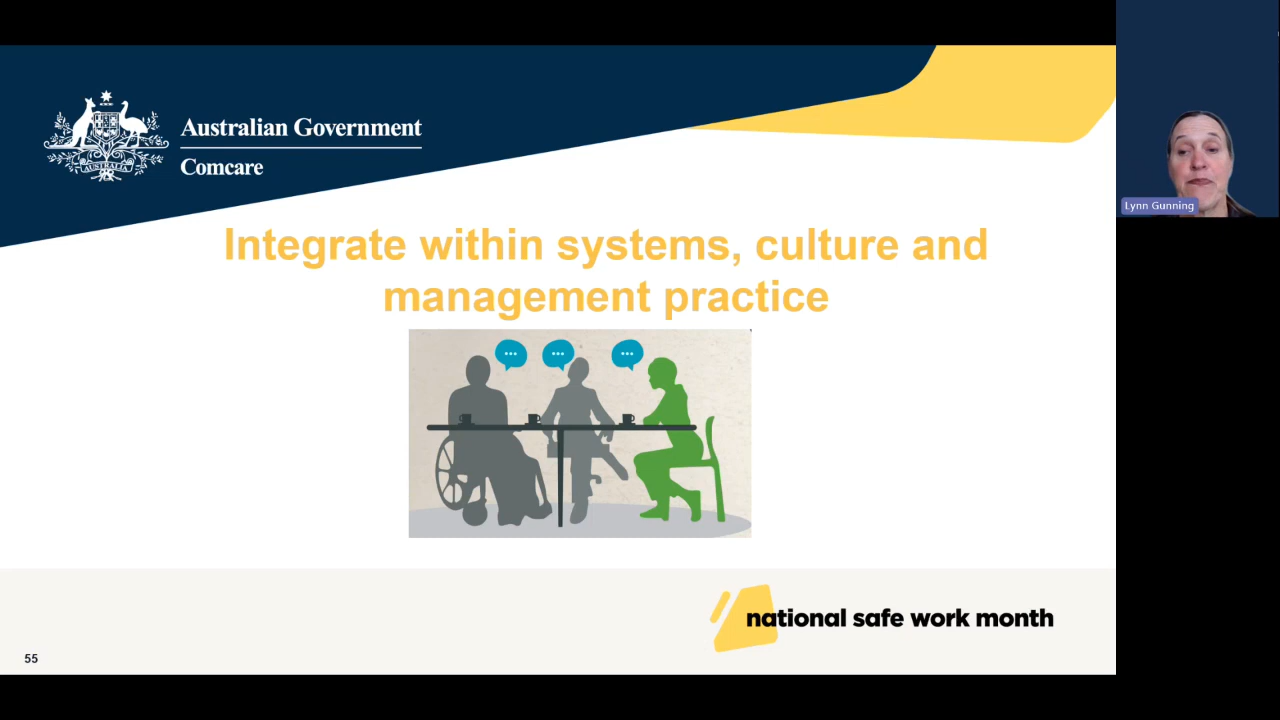 Australian Government
Comcare
Integrate within systems, culture and
management practice
Lynn Gunning
national safe work month
55